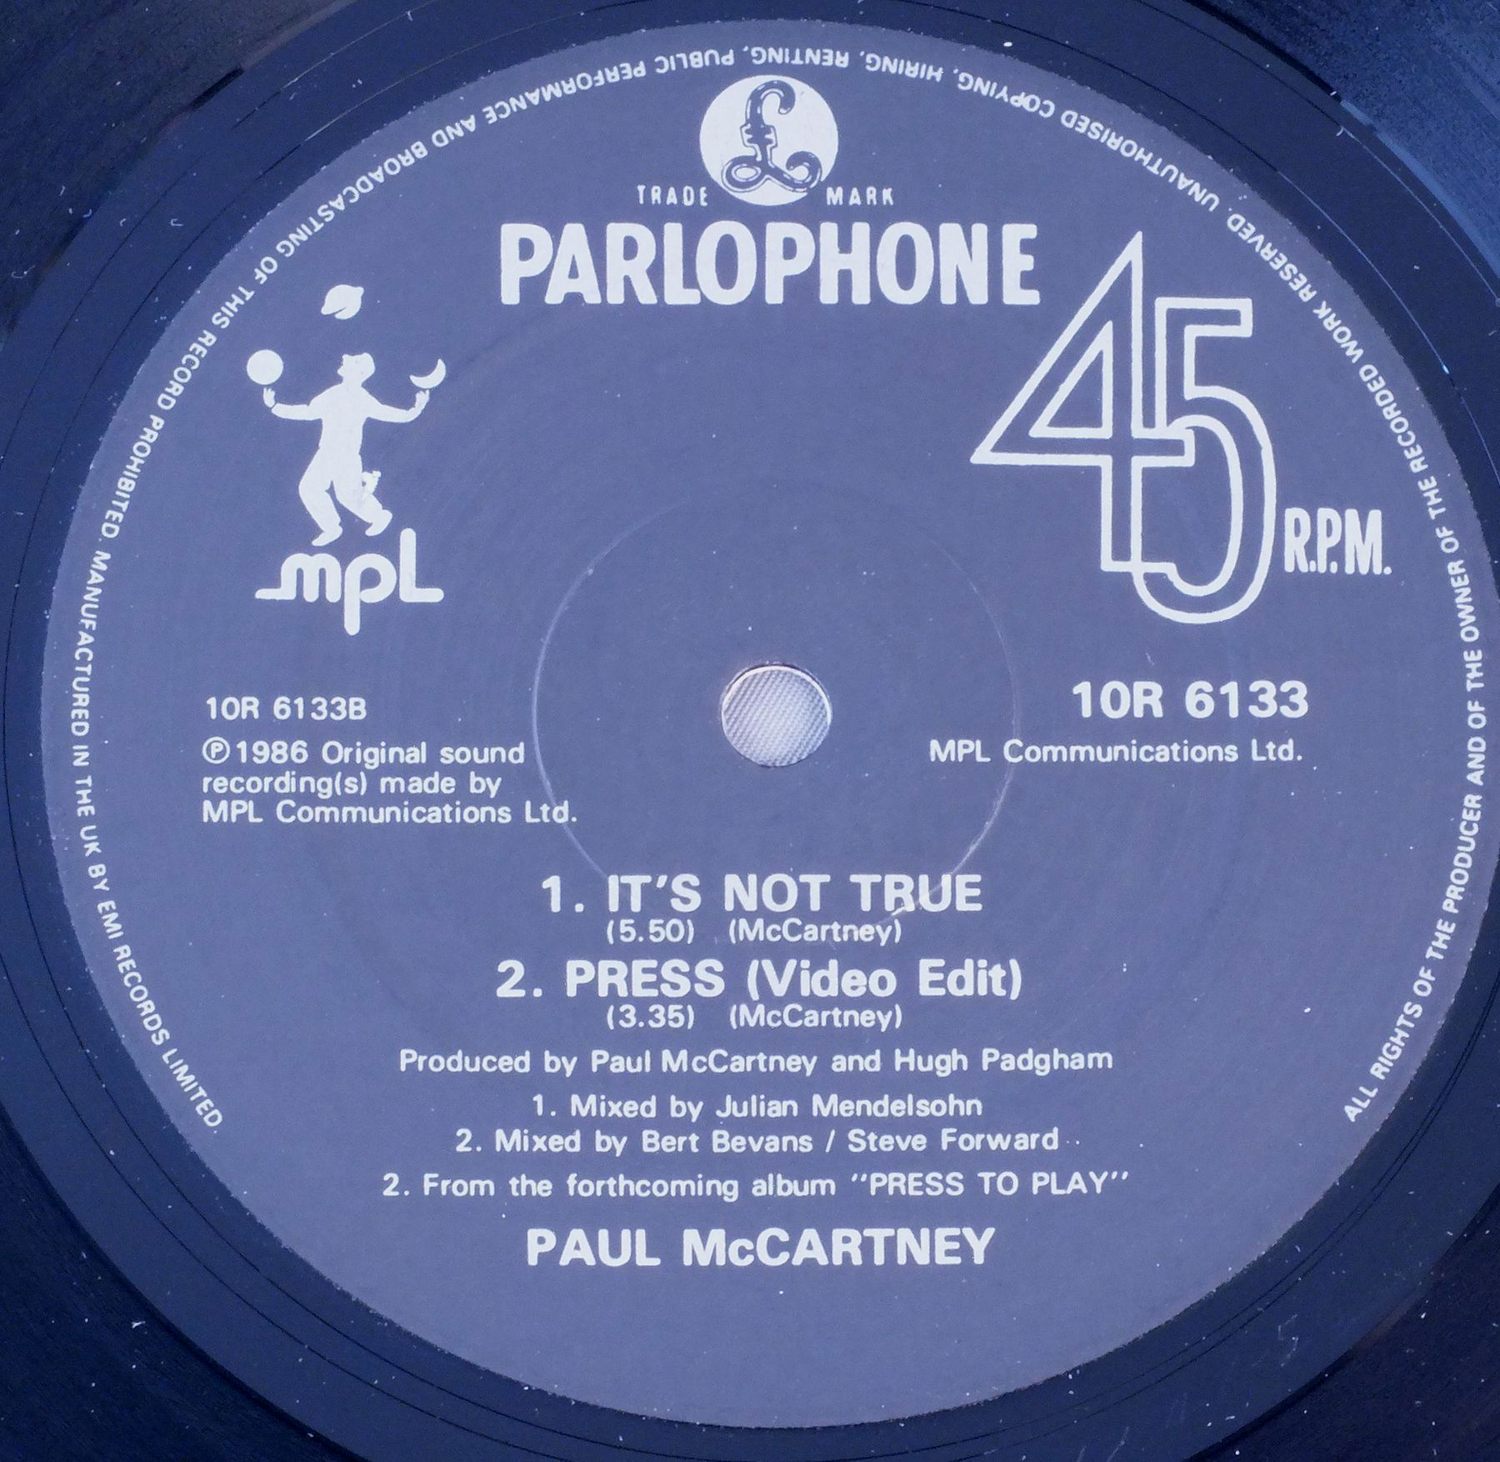 ALL RIGHTS OF THE PRODUCER AND OF THE OWNER OF THE RECORDED WORK RESERVED. UNAUTHORISED COPYING, HIRING, RENTING, PUBLIC PERFORMANCE AND BROADCASTING OF THIS RECORD PROHIBITED. MANUFACTURED IN THE UK BY EMI RECORDS LIMITED.
£
TRADE MARK
PARLOPHONE
45 R.P.M.
mpL
10R 6133B
℗ 1986 Original sound
recording(s) made by
MPL Communications Ltd.
10R 6133
MPL Communications Ltd.
1. IT'S NOT TRUE
(5.50) (McCartney)
2. PRESS (Video Edit)
(3.35) (McCartney)
Produced by Paul McCartney and Hugh Padgham
1. Mixed by Julian Mendelsohn
2. Mixed by Bert Bevans / Steve Forward
2. From the forthcoming album ''PRESS TO PLAY''
PAUL McCARTNEY